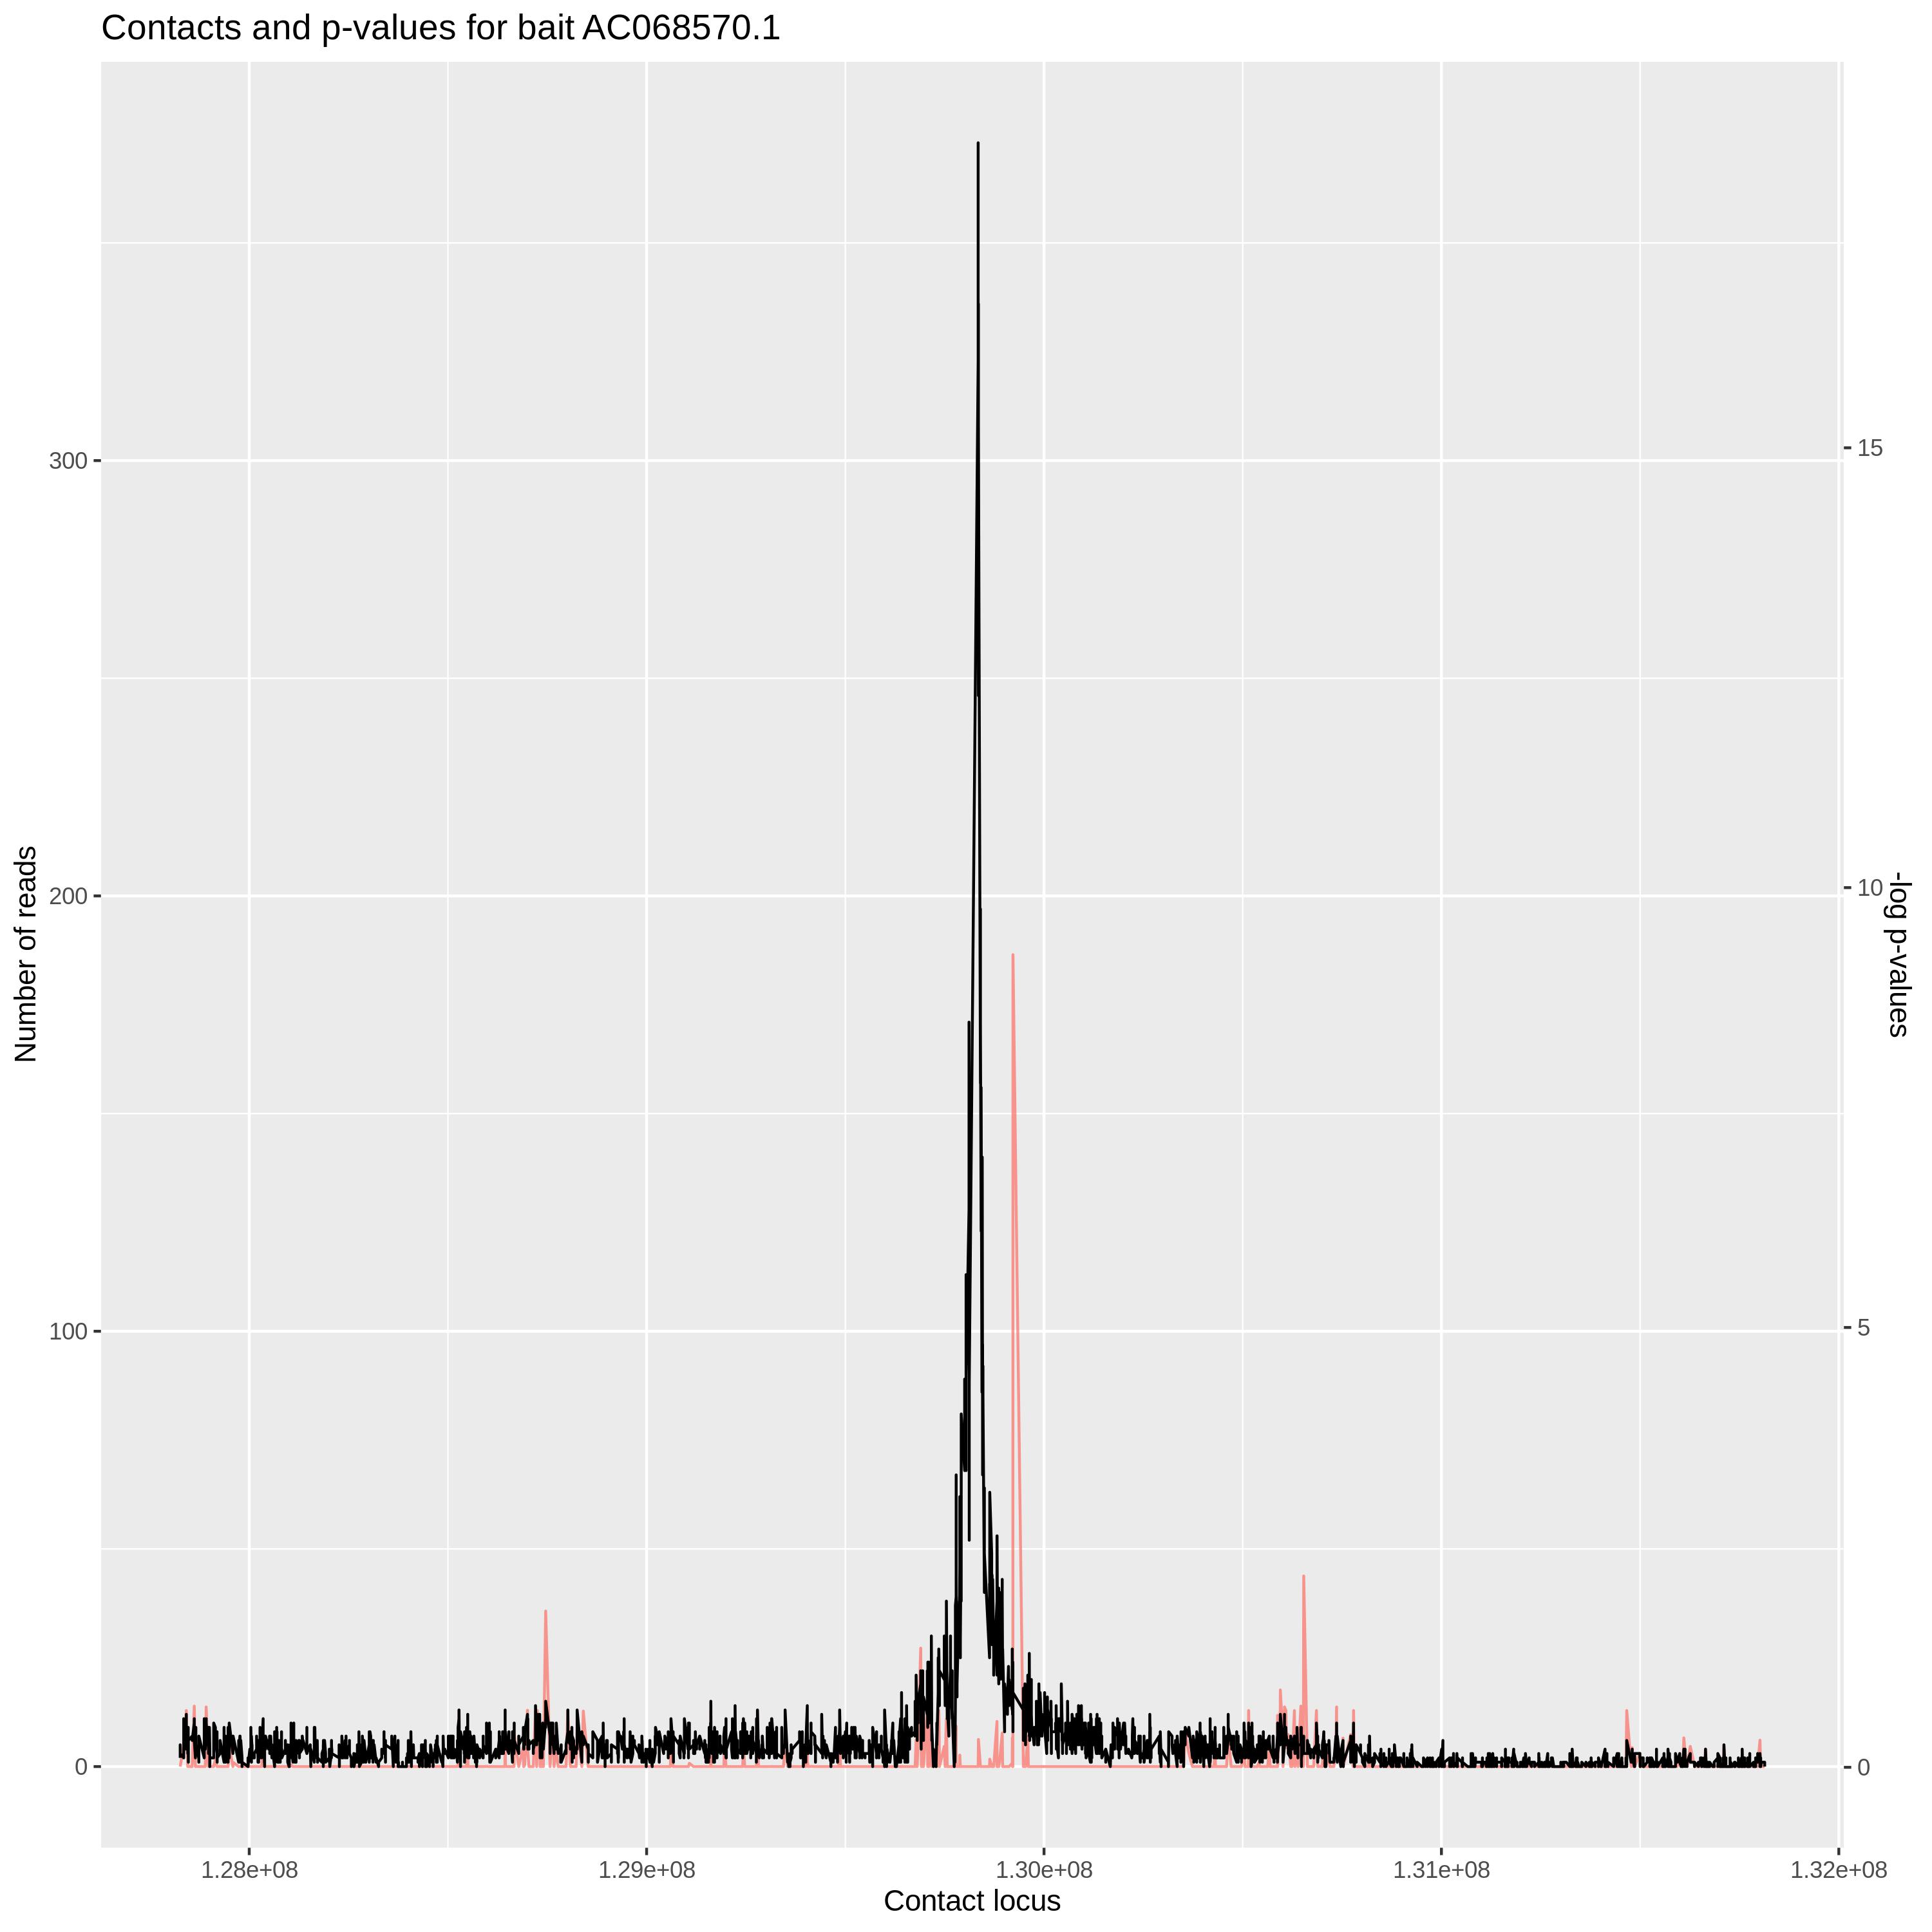 Contacts and p-values for bait AC068570.1
Number of reads
300
200
100
0
15
10
5
0
-log p-values
1.28e+08
1.29e+08
1.30e+08
1.31e+08
1.32e+08
Contact locus